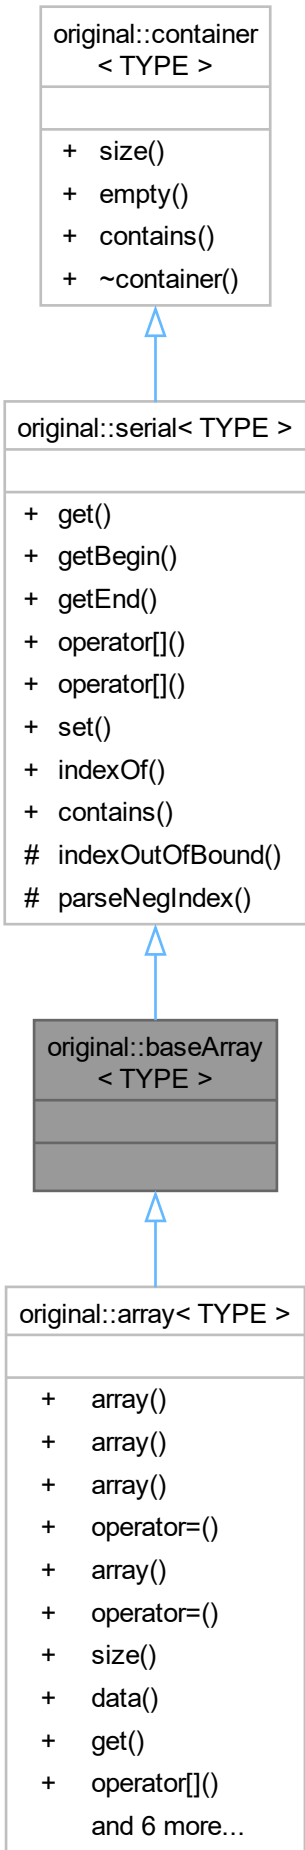 original::container
< TYPE >
+ size()
+ empty()
+ contains()
+ ~container()
original::serial< TYPE >
+ get()
+ getBegin()
+ getEnd()
+ operator[]()
+ operator[]()
+ set()
+ indexOf()
+ contains()
# indexOutOfBound()
# parseNegIndex()
original::baseArray
< TYPE >
original::array< TYPE >
+ array()
+ array()
+ array()
+ operator=()
+ array()
+ operator=()
+ size()
+ data()
+ get()
+ operator[]()
and 6 more...